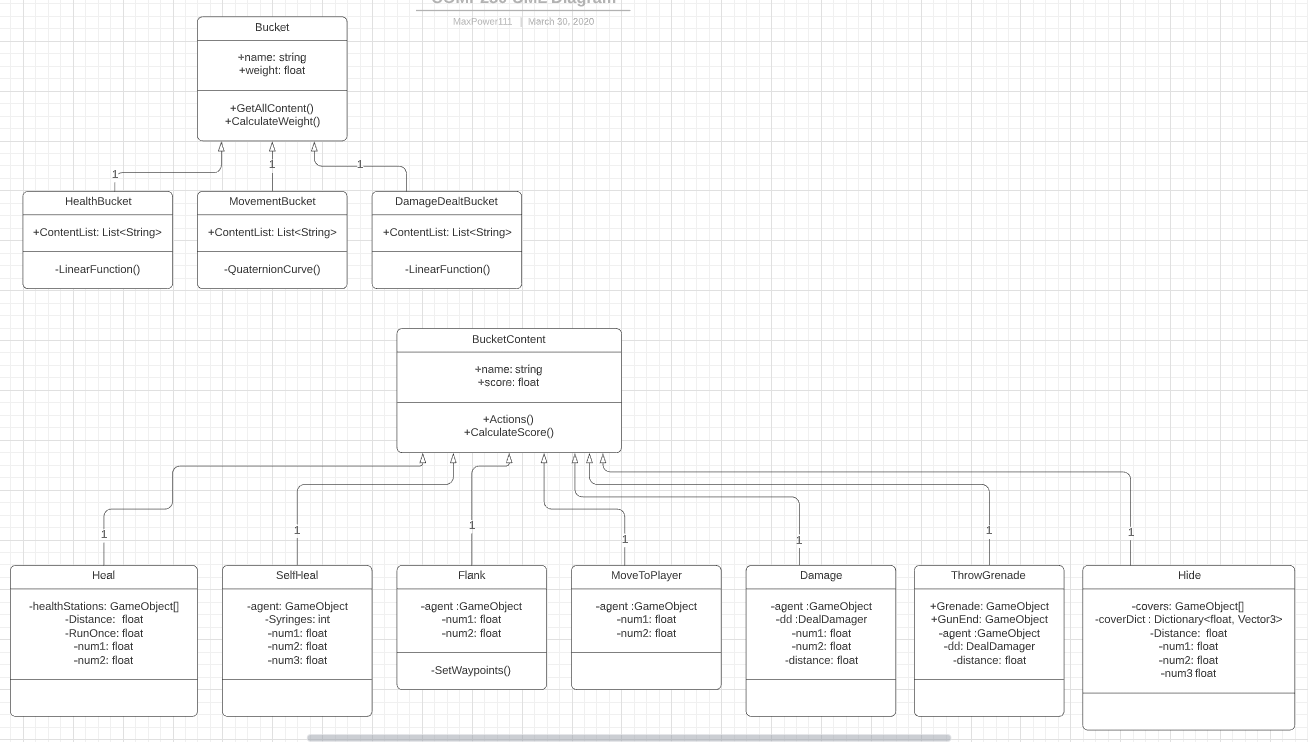 COMP250 UML Diagram
MaxPower111 | March 30, 2020
Bucket
+name: string
+weight: float
+GetAllContent()
+CalculateWeight()
1
1
1
HealthBucket
+ContentList: List<String>
-LinearFunction()
MovementBucket
+ContentList: List<String>
-QuaternionCurve()
DamageDealtBucket
+ContentList: List<String>
-LinearFunction()
BucketContent
+name: string
+score: float
+Actions()
+CalculateScore()
1
1
1
1
1
1
1
Heal
-healthStations: GameObject[]
-Distance: float
-RunOnce: float
-num1: float
-num2: float
SelfHeal
-agent: GameObject
-Syringes: int
-num1: float
-num2: float
-num3: float
Flank
-agent :GameObject
-num1: float
-num2: float
-SetWaypoints()
MoveToPlayer
-agent :GameObject
-num1: float
-num2: float
Damage
-agent :GameObject
-dd :DealDamager
-num1: float
-num2: float
-distance: float
ThrowGrenade
+Grenade: GameObject
+GunEnd: GameObject
-agent :GameObject
-dd: DealDamager
-distance: float
Hide
-covers: GameObject[]
-coverDict : Dictionary<float, Vector3>
-Distance: float
-num1: float
-num2: float
-num3 float